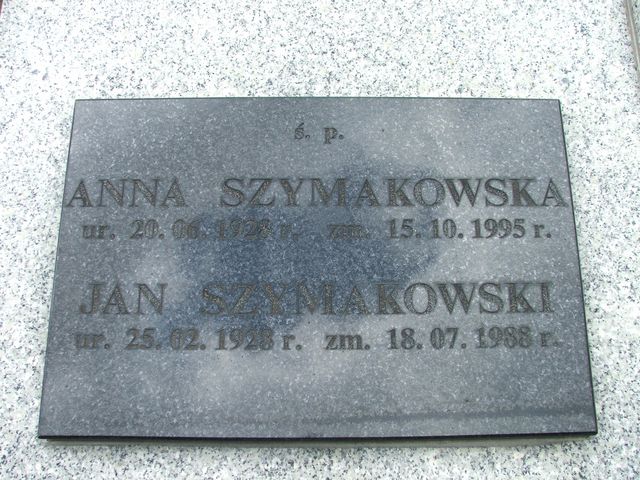 ś. p.
ANNA SZYMAKOWSKA
ur. 20. 06. 1928 r. zm. 15. 10. 1995 r.
JAN SZYMAKOWSKI
ur. 25. 02. 1928 r. zm. 18. 07. 1988 r.